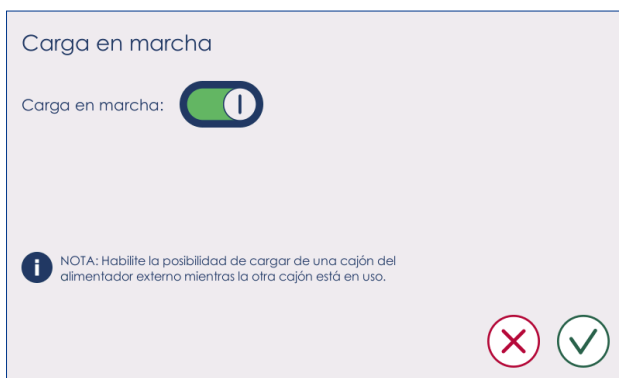 Carga en marcha
Carga en marcha:
NOTA: Habilite la posibilidad de cargar de una cajón del
alimentador externo mientras la otra cajón está en uso.